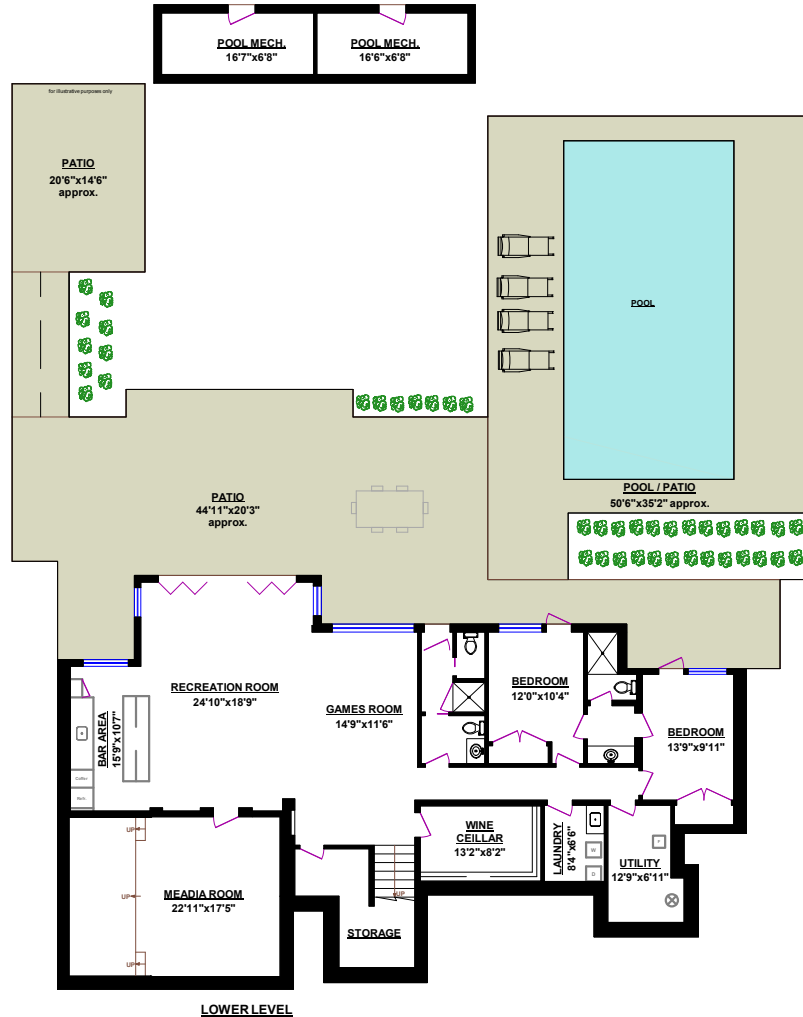 POOL MECH.
16'7"x6'8"
POOL MECH.
16'6"x6'8"
for illustrative purposes only
PATIO
20'6"x14'6"
approx.
POOL
POOL / PATIO
50'6"x35'2" approx.
PATIO
44'11"x20'3"
approx.
RECREATION ROOM
24'10"x18'9"
GAMES ROOM
14'9"x11'6"
BEDROOM
12'0"x10'4"
BEDROOM
13'9"x9'11"
BAR AREA
15'9"x10'7"
WINE
CEILLAR
13'2"x8'2"
LAUNDRY
8'4"x6'6"
W
D
UTILITY
12'9"x6'11"
F
UP
UP
UP
UP
MEADIA ROOM
22'11"x17'5"
STORAGE
LOWER LEVEL